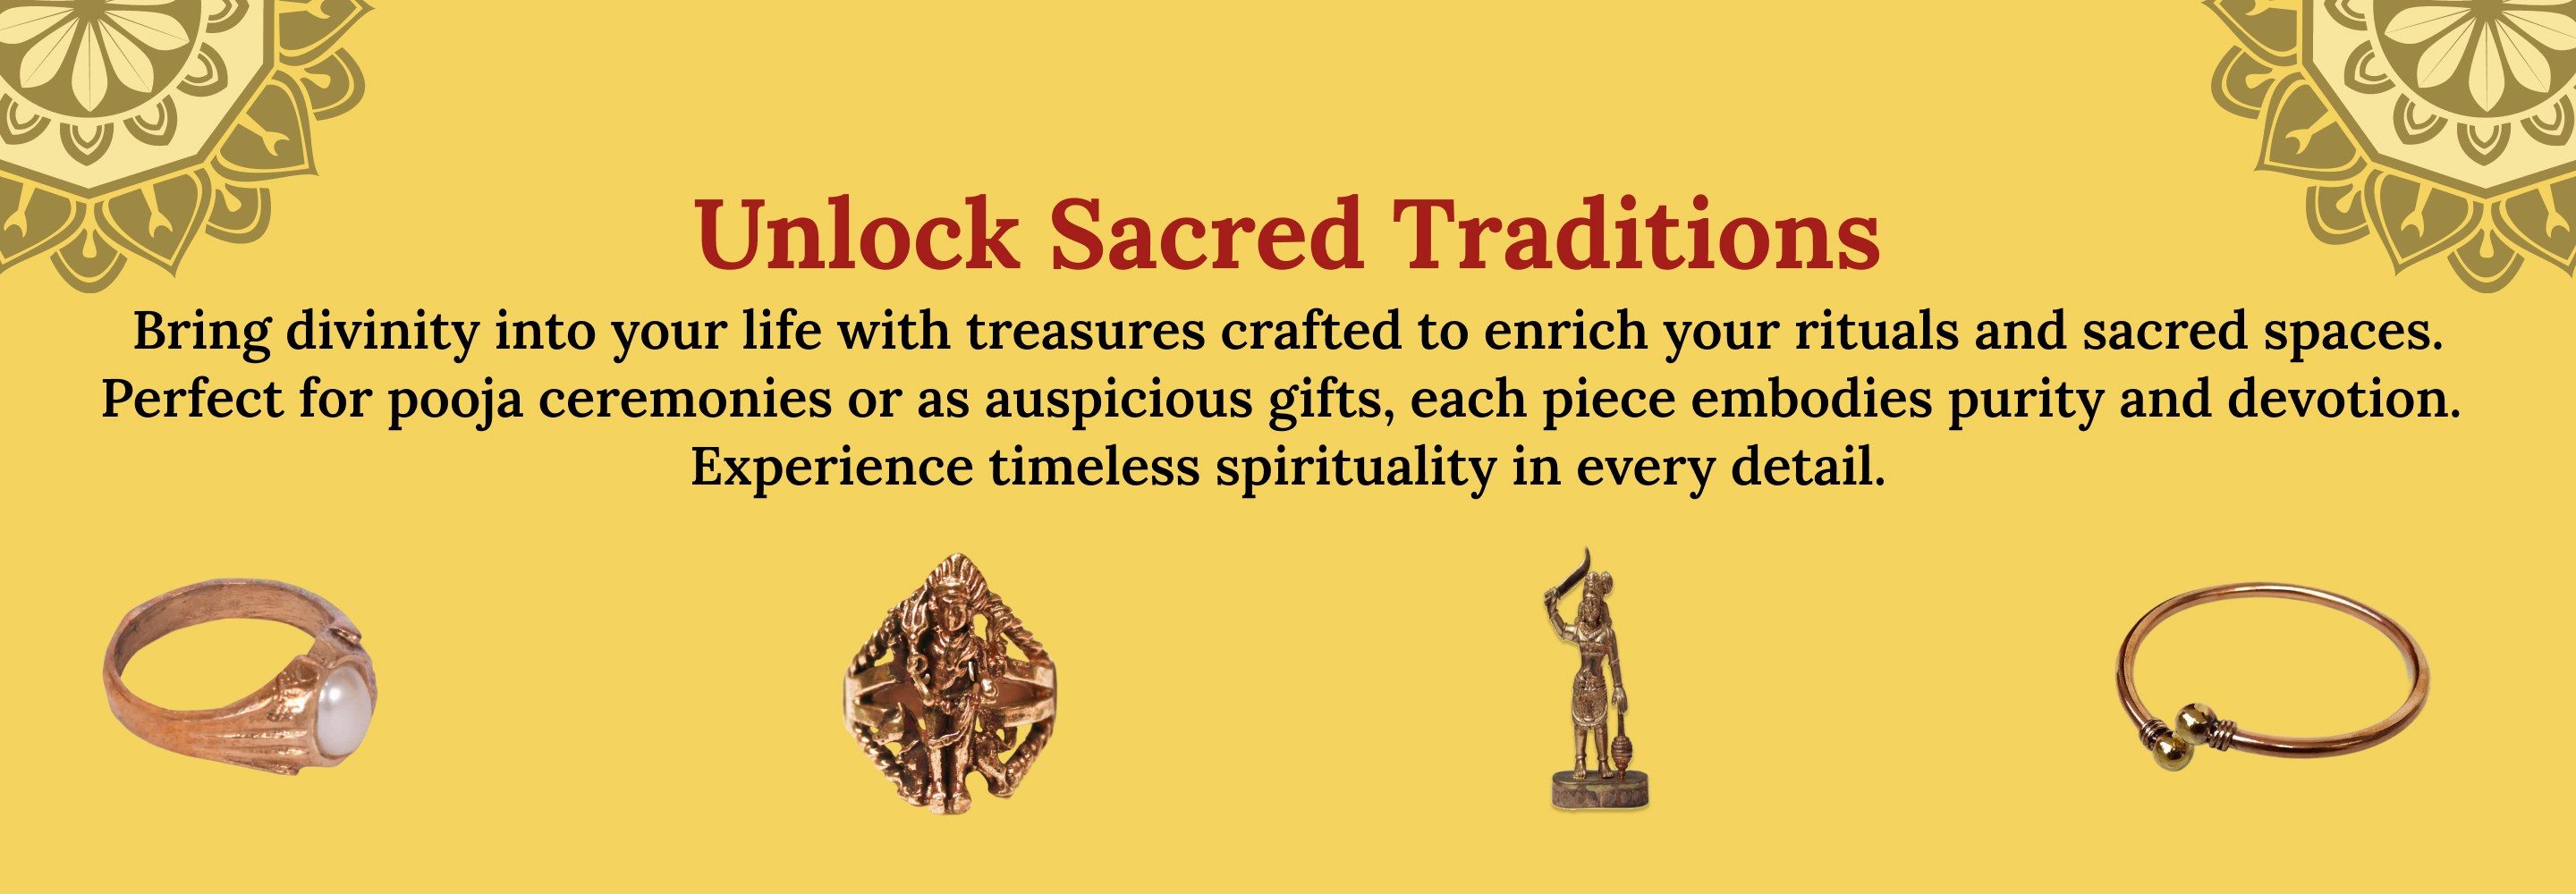 Unlock Sacred Traditions
Bring divinity into your life with treasures crafted to enrich your rituals and sacred spaces.
Perfect for pooja ceremonies or as auspicious gifts, each piece embodies purity and devotion.
Experience timeless spirituality in every detail.